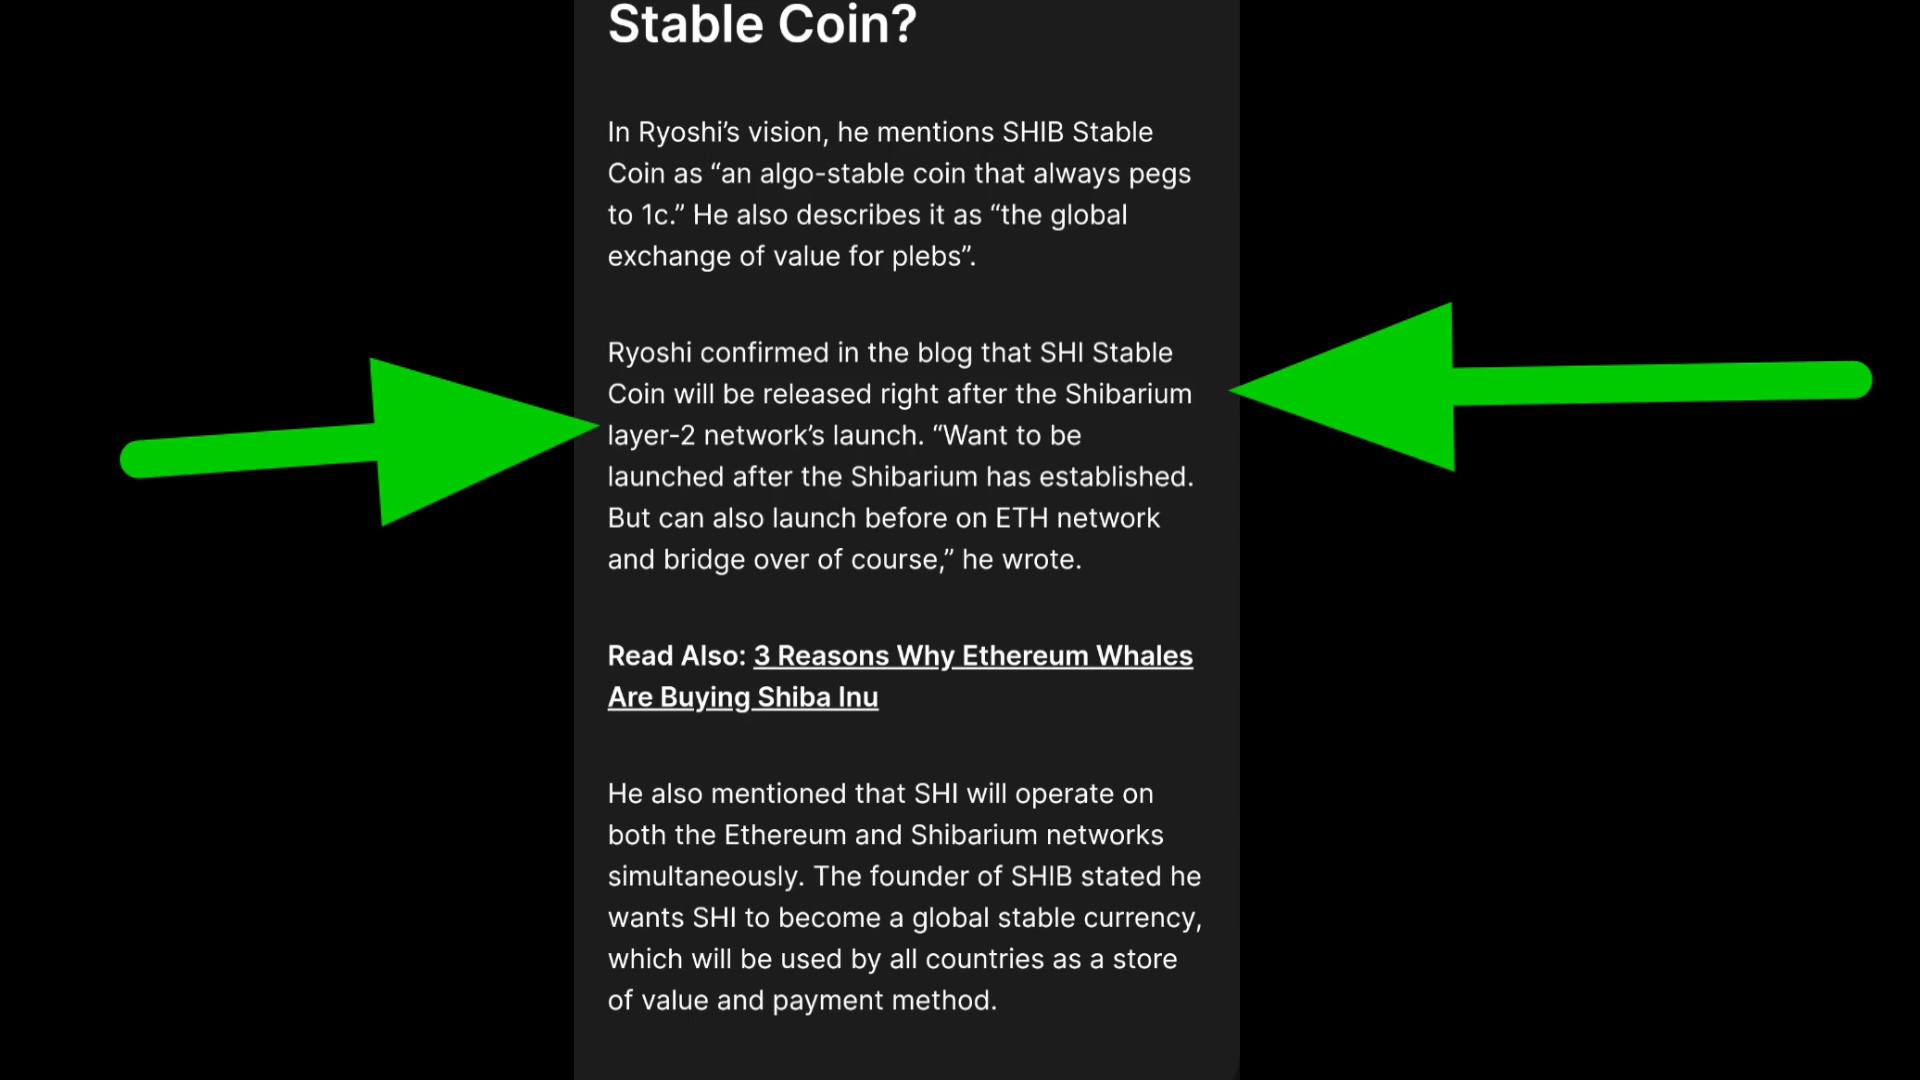 Stable Coin?
In Ryoshi’s vision, he mentions SHIB Stable
Coin as “an algo-stable coin that always pegs
to 1c.” He also describes it as “the global
exchange of value for plebs”.
Ryoshi confirmed in the blog that SHI Stable
Coin will be released right after the Shibarium
layer-2 network’s launch. “Want to be
launched after the Shibarium has established.
But can also launch before on ETH network
and bridge over of course,” he wrote.
Read Also: 3 Reasons Why Ethereum Whales
Are Buying Shiba Inu
He also mentioned that SHI will operate on
both the Ethereum and Shibarium networks
simultaneously. The founder of SHIB stated he
wants SHI to become a global stable currency,
which will be used by all countries as a store
of value and payment method.